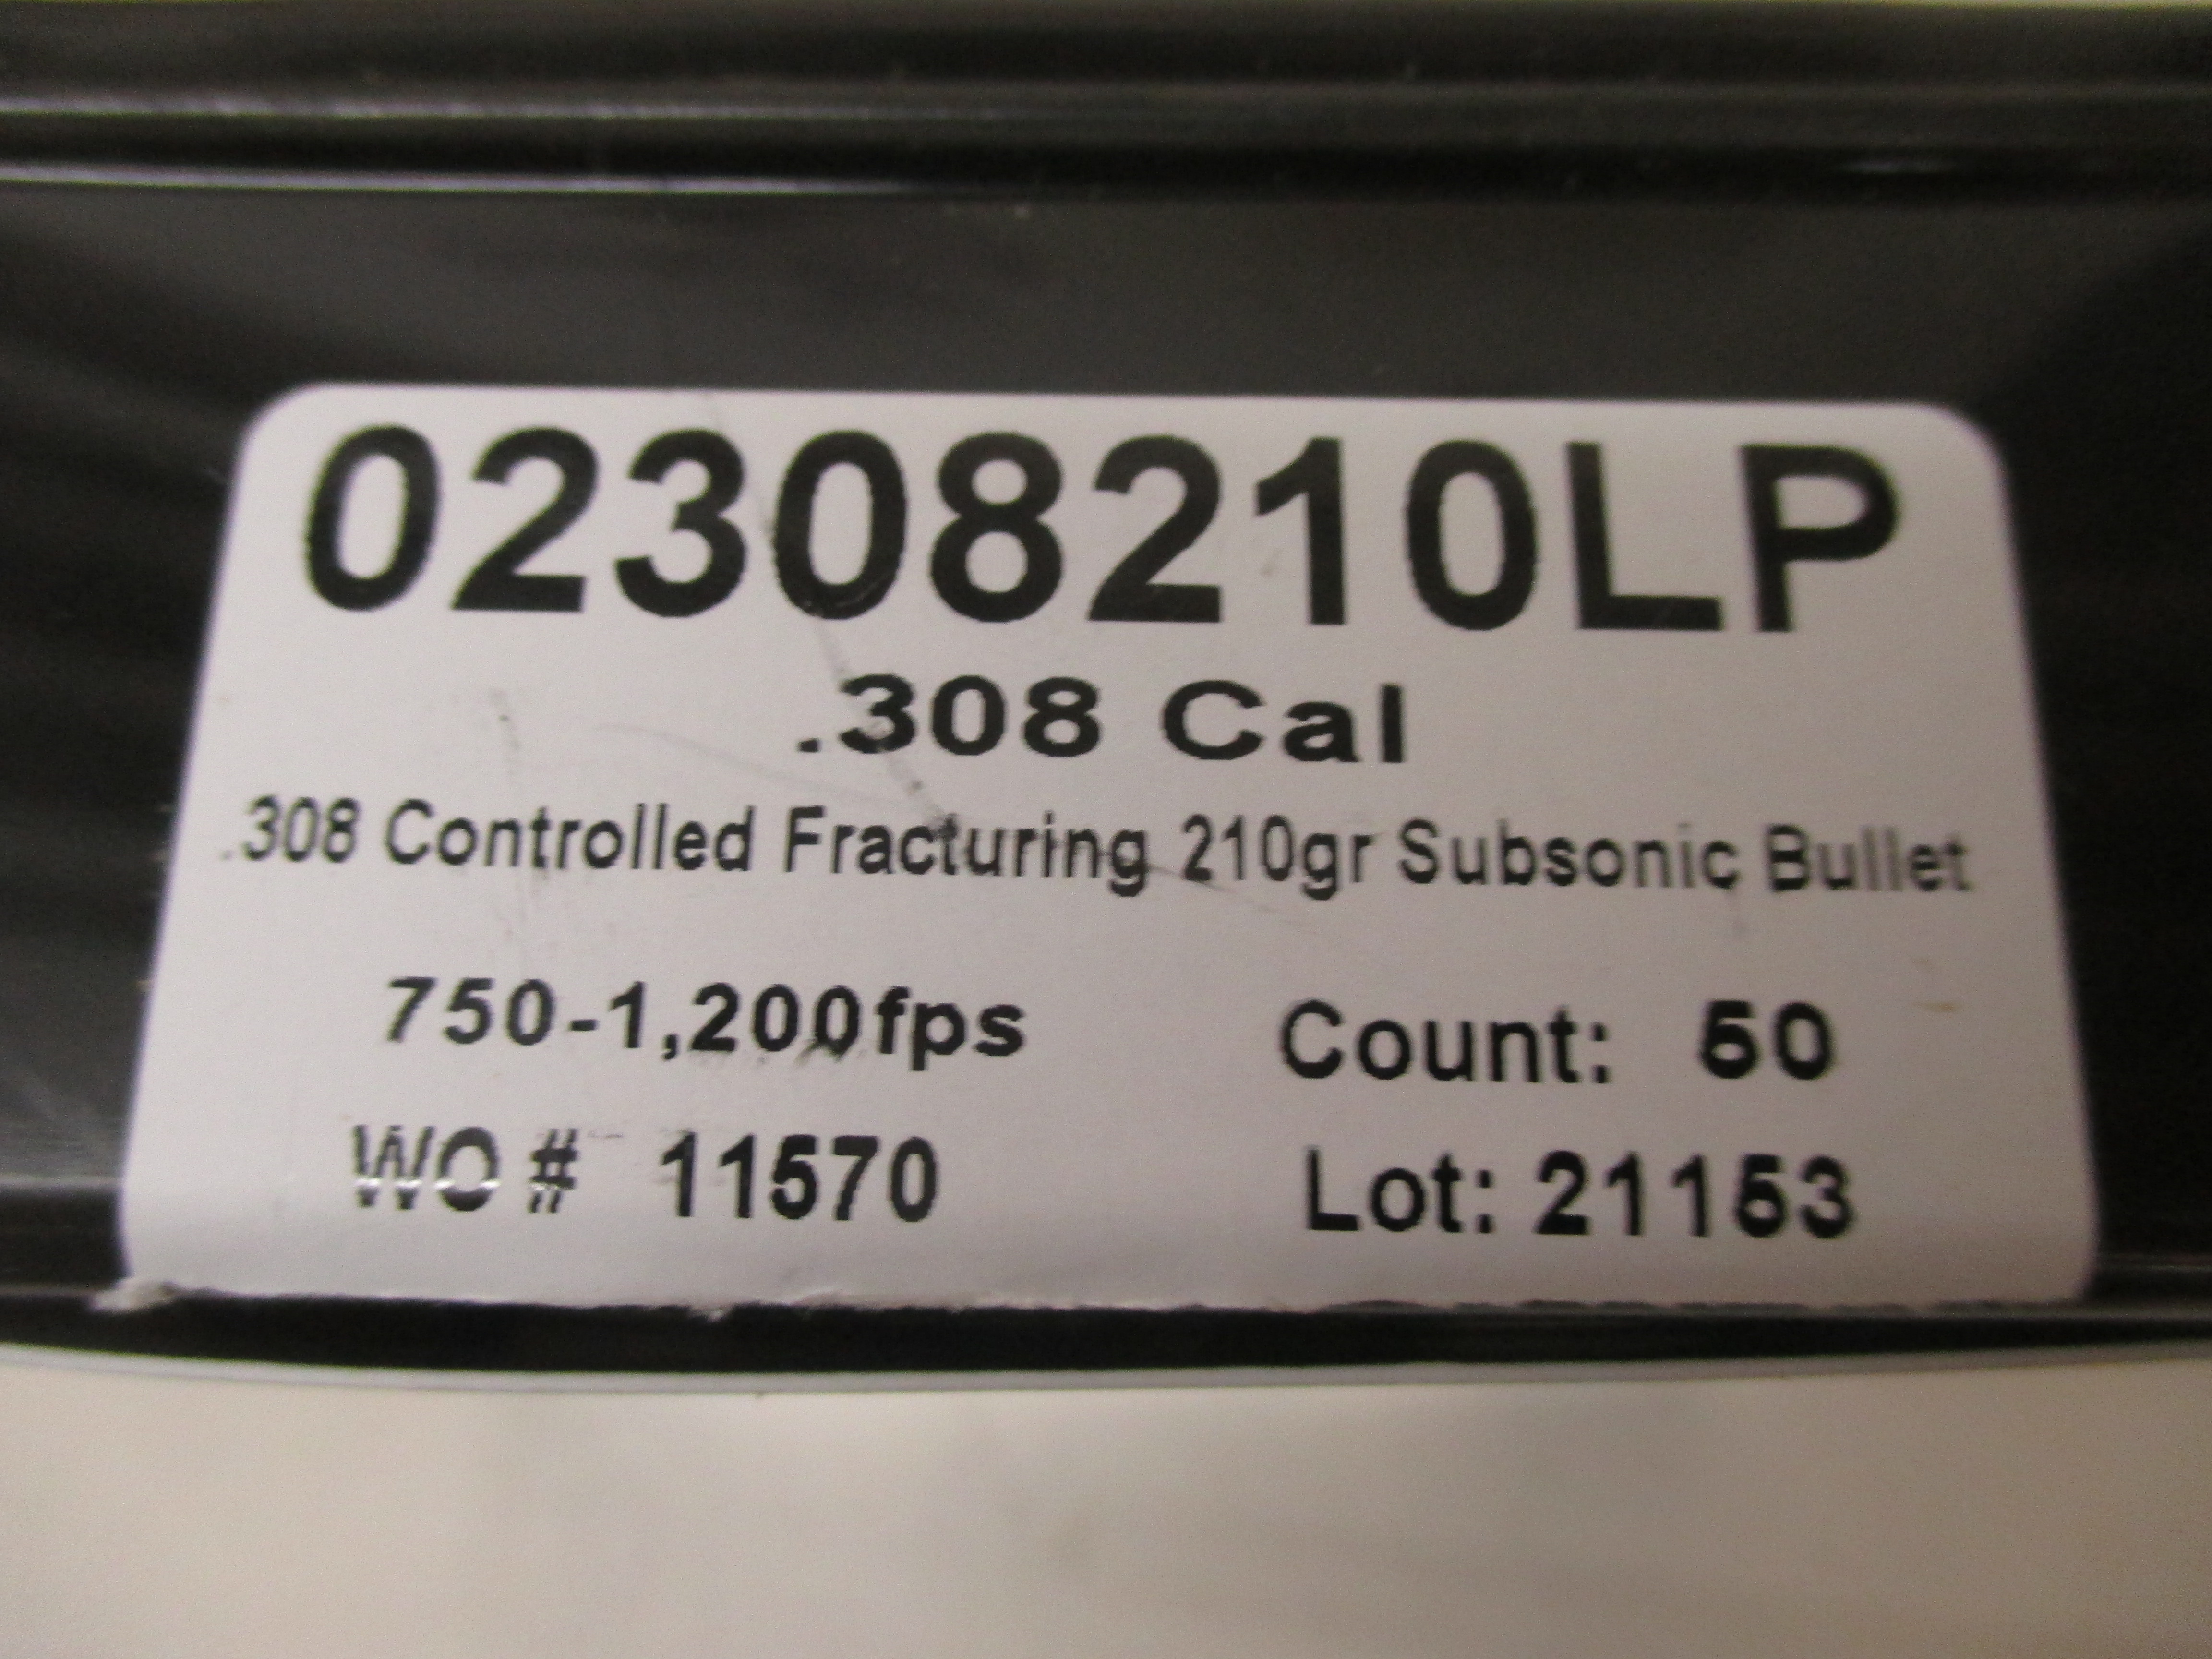 02308210LP
.308 Cal
.308 Controlled Fracturing 210gr Subsonic Bullet
750-1,200fps Count: 50
WO # 11570 Lot: 21153